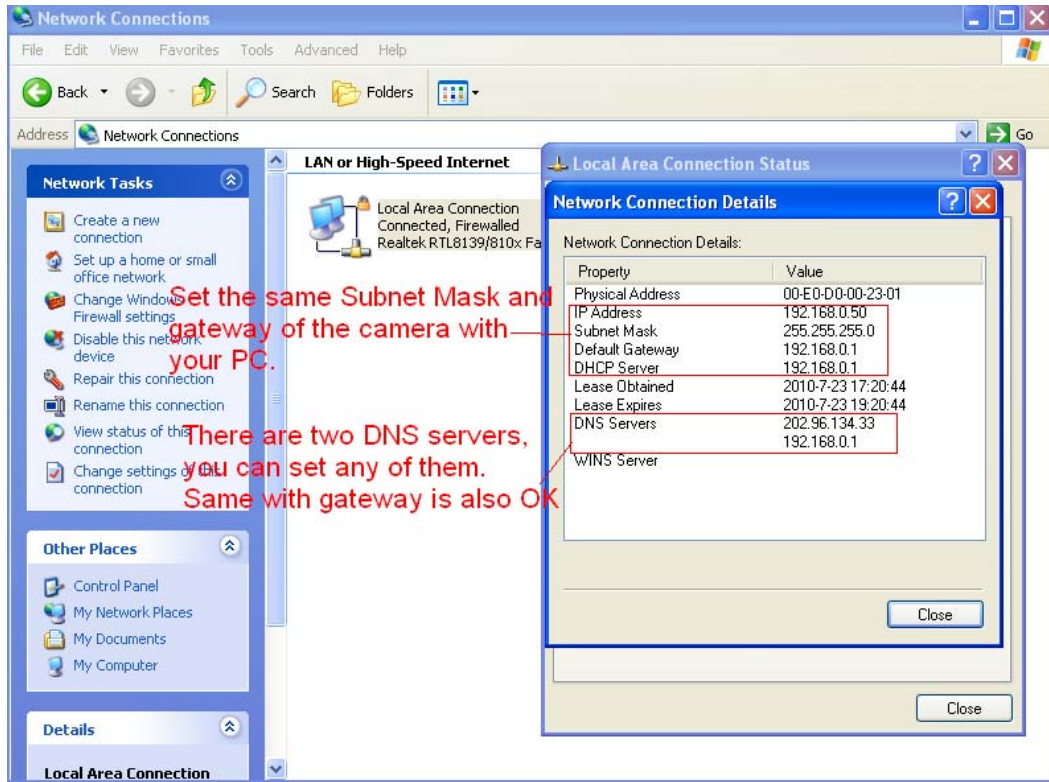 Network Connections
File Edit View Favorites Tools Advanced Help
Back Search Folders
Address Network Connections Go
Network Tasks
Create a new
connection
Set up a home or small
office network
Change Windows
Firewall settings
Disable this network
device
Repair this connection
Rename this connection
View status of this
connection
Change settings of this
connection
Other Places
Control Panel
My Network Places
My Documents
My Computer
Details
Local Area Connection
LAN or High-Speed Internet
Local Area Connection
Connected, Firewalled
Realtek RTL8139/810x Fa
Set the same Subnet Mask and
gateway of the camera with
your PC.
There are two DNS servers,
you can set any of them.
Same with gateway is also OK
Local Area Connection Status
Network Connection Details
Network Connection Details:
Property Value
Physical Address 00-E0-D0-00-23-01
IP Address 192.168.0.50
Subnet Mask 255.255.255.0
Default Gateway 192.168.0.1
DHCP Server 192.168.0.1
Lease Obtained 2010-7-23 17:20:44
Lease Expires 2010-7-23 19:20:44
DNS Servers 202.96.134.33
192.168.0.1
WINS Server
Close
Close